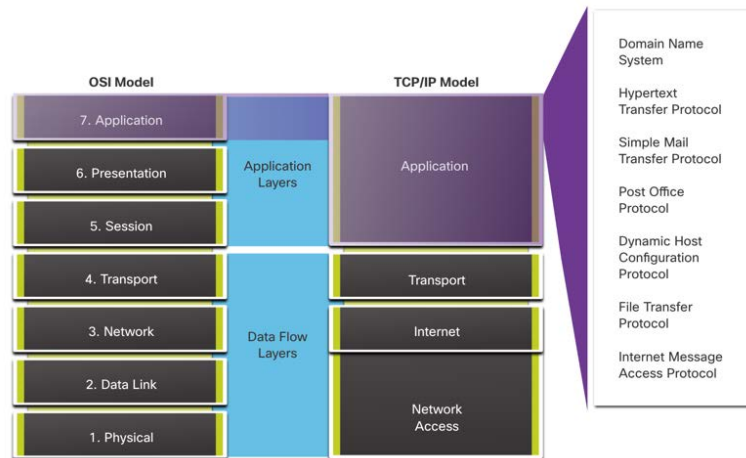 OSI Model
TCP/IP Model
7. Application
6. Presentation
5. Session
4. Transport
3. Network
2. Data Link
1. Physical
Application
Layers
Data Flow
Layers
Application
Transport
Internet
Network
Access
Domain Name
System
Hypertext
Transfer Protocol
Simple Mail
Transfer Protocol
Post Office
Protocol
Dynamic Host
Configuration
Protocol
File Transfer
Protocol
Internet Message
Access Protocol